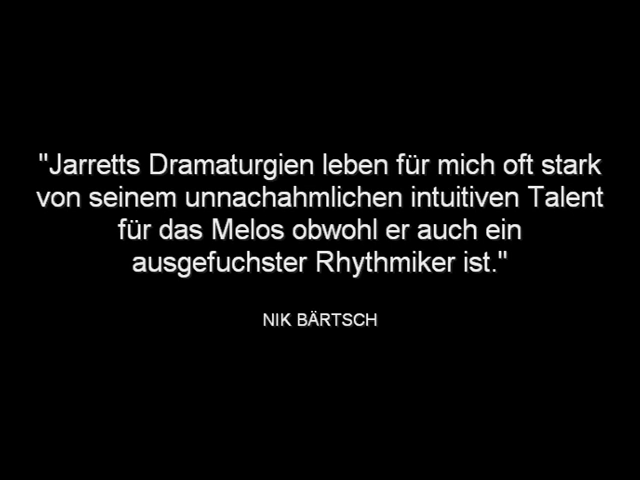 "Jarretts Dramaturgien leben für mich oft stark
von seinem unnachahmlichen intuitiven Talent
für das Melos obwohl er auch ein
ausgefuchster Rhythmiker ist."
NIK BÄRTSCH